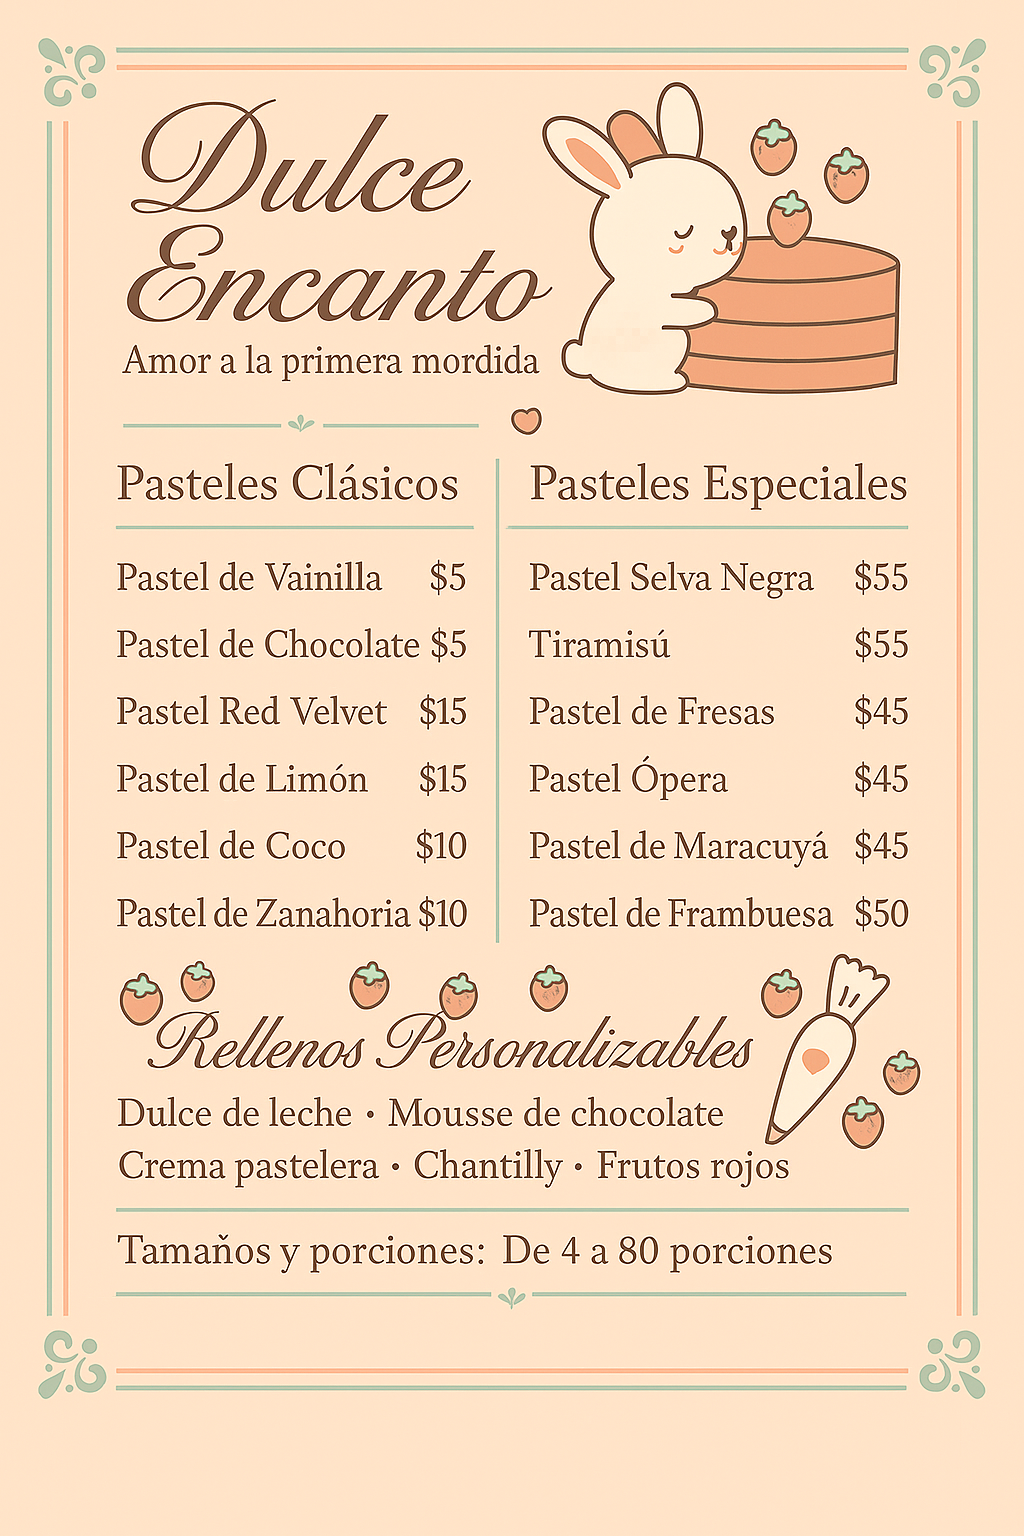 Dulce
Encanto
Amor a la primera mordida
Pasteles Clásicos
Pastel de Vainilla $5
Pastel de Chocolate $5
Pastel Red Velvet $15
Pastel de Limón $15
Pastel de Coco $10
Pastel de Zanahoria $10
Pasteles Especiales
Pastel Selva Negra $55
Tiramisú $55
Pastel de Fresas $45
Pastel Ópera $45
Pastel de Maracuyá $45
Pastel de Frambuesa $50
Rellenos Personalizables
Dulce de leche • Mousse de chocolate
Crema pastelera • Chantilly • Frutos rojos
Tamaňos y porciones: De 4 a 80 porciones